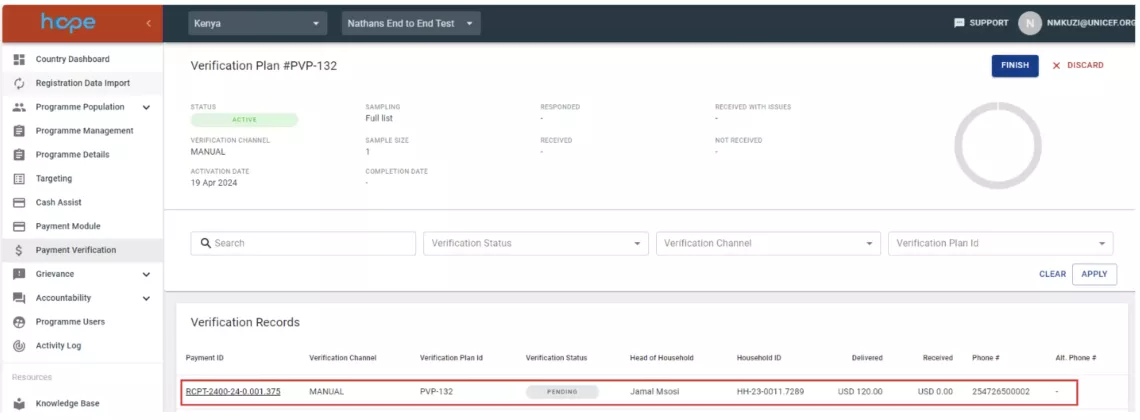 hope
Kenya
Nathans End to End Test
SUPPORT
N
NMKUZI@UNICEF.ORG
Country Dashboard
Registration Data Import
Programme Population
Programme Management
Programme Details
Targeting
Cash Assist
Payment Module
Payment Verification
Grievance
Accountability
Programme Users
Activity Log
Resources
Knowledge Base
Verification Plan #PVP-132
FINISH
DISCARD
STATUS SAMPLING RESPONDED RECEIVED WITH ISSUES
ACTIVE Full list - -
VERIFICATION CHANNEL SAMPLE SIZE RECEIVED NOT RECEIVED
MANUAL 1 - -
ACTIVATION DATE COMPLETION DATE
19 Apr 2024 -
Search Verification Status Verification Channel Verification Plan Id
CLEAR APPLY
Verification Records
Payment ID Verification Channel Verification Plan Id Verification Status Head of Household Household ID Delivered Received Phone # Alt. Phone #
RCPT-2400-24-0.001.375 MANUAL PVP-132 PENDING Jamal Msosi HH-23-0011.7289 USD 120.00 USD 0.00 254726500002 -